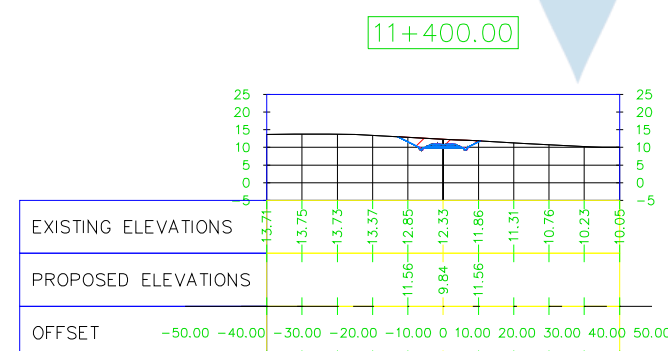 11+400.00
25 25
20 20
15 15
10 10
5 5
0 0
-5 -5
EXISTING ELEVATIONS 13.71 13.75 13.73 13.37 12.85 12.33 11.86 11.31 10.76 10.23 10.05
PROPOSED ELEVATIONS 11.56 9.84 11.56
OFFSET -50.00 -40.00 -30.00 -20.00 -10.00 0 10.00 20.00 30.00 40.00 50.00